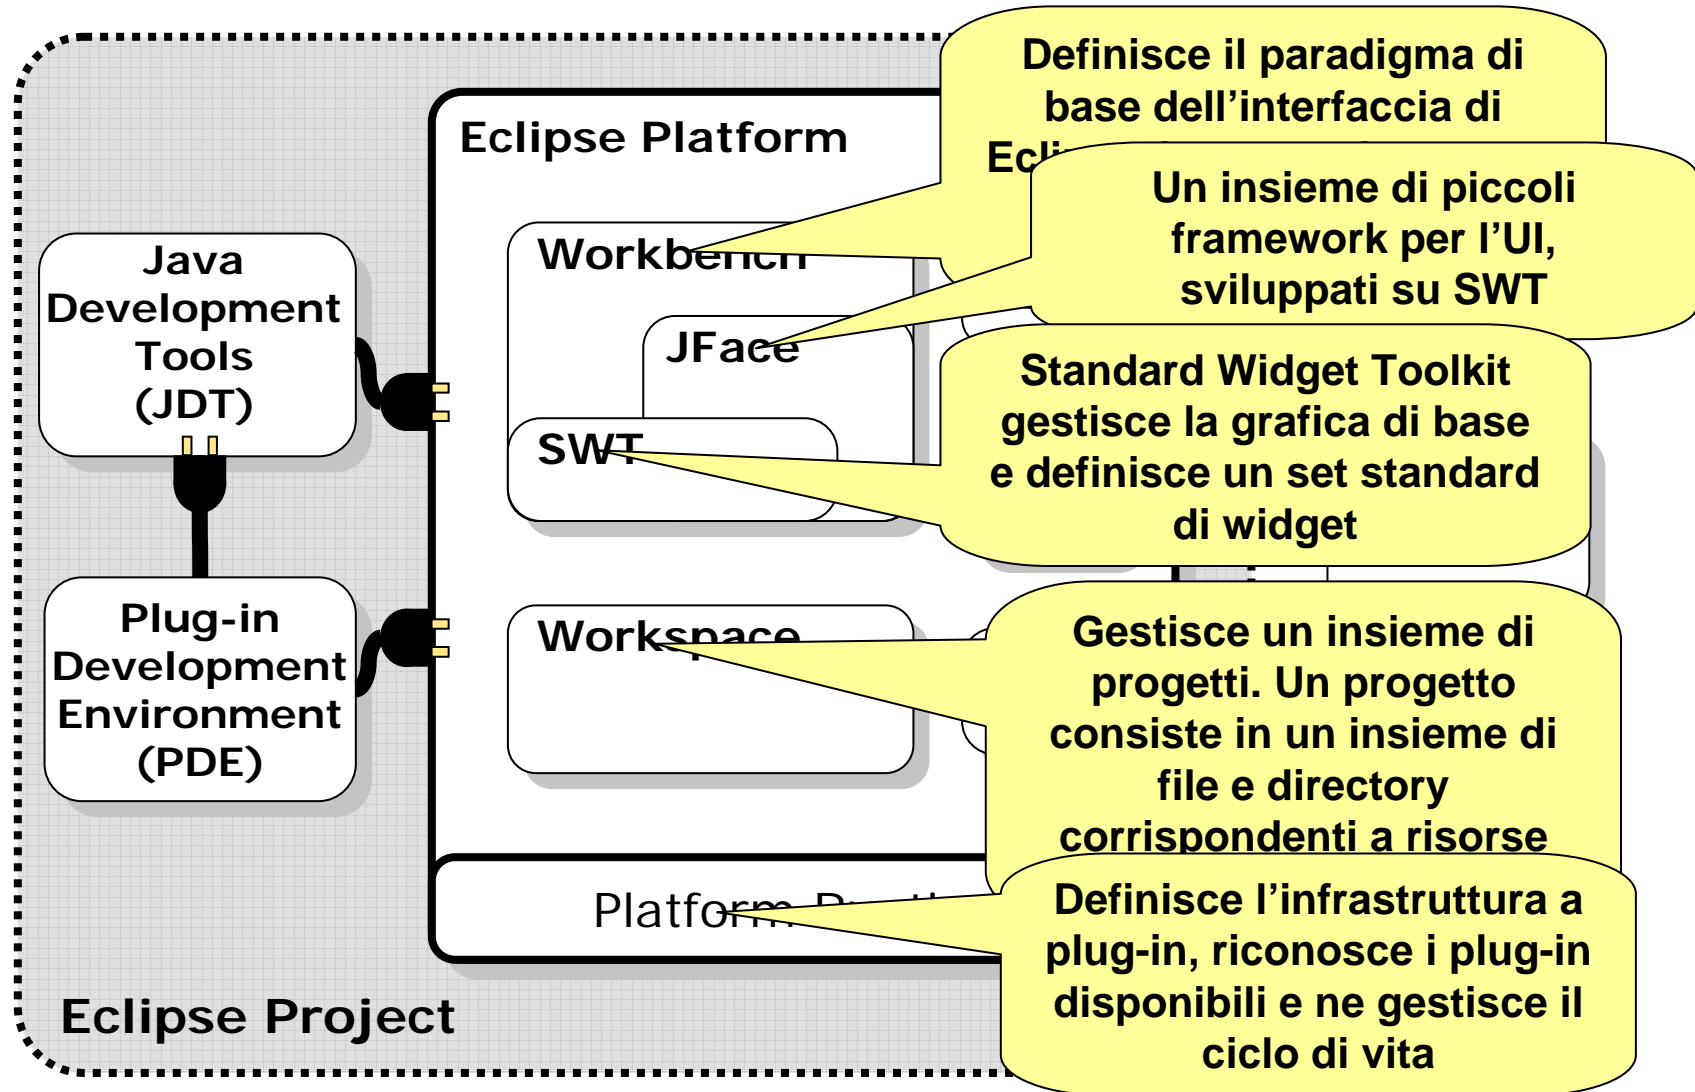 Definisce il paradigma di
base dell’interfaccia di
Eclipse Platform
Un insieme di piccoli
framework per l’UI,
sviluppati su SWT
Workbench
Java
Development
Tools
(JDT)
JFace
Standard Widget Toolkit
gestisce la grafica di base
e definisce un set standard
di widget
SWT
Plug-in
Development
Environment
(PDE)
Workspace
Gestisce un insieme di
progetti. Un progetto
consiste in un insieme di
file e directory
corrispondenti a risorse
Platform
Definisce l’infrastruttura a
plug-in, riconosce i plug-in
disponibili e ne gestisce il
ciclo di vita
Eclipse Project